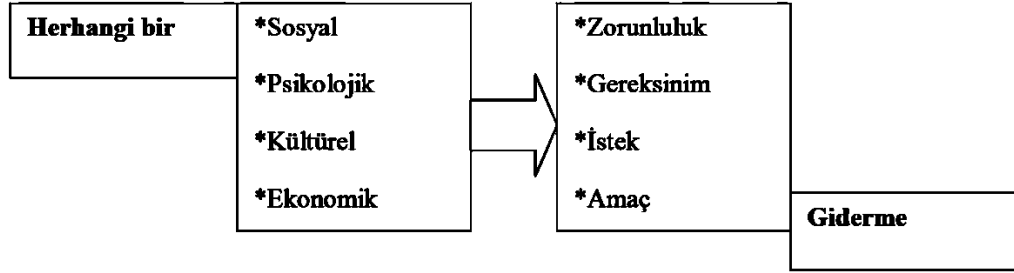 Herhangi bir
*Sosyal
*Psikolojik
*Kültürel
*Ekonomik
*Zorunluluk
*Gereksinim
*İstek
*Amaç
Giderme